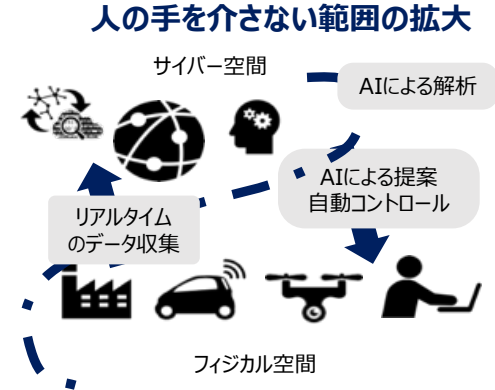 人の手を介さない範囲の拡大
サイバー空間
AIによる解析
AIによる提案
自動コントロール
リアルタイム
のデータ収集
フィジカル空間